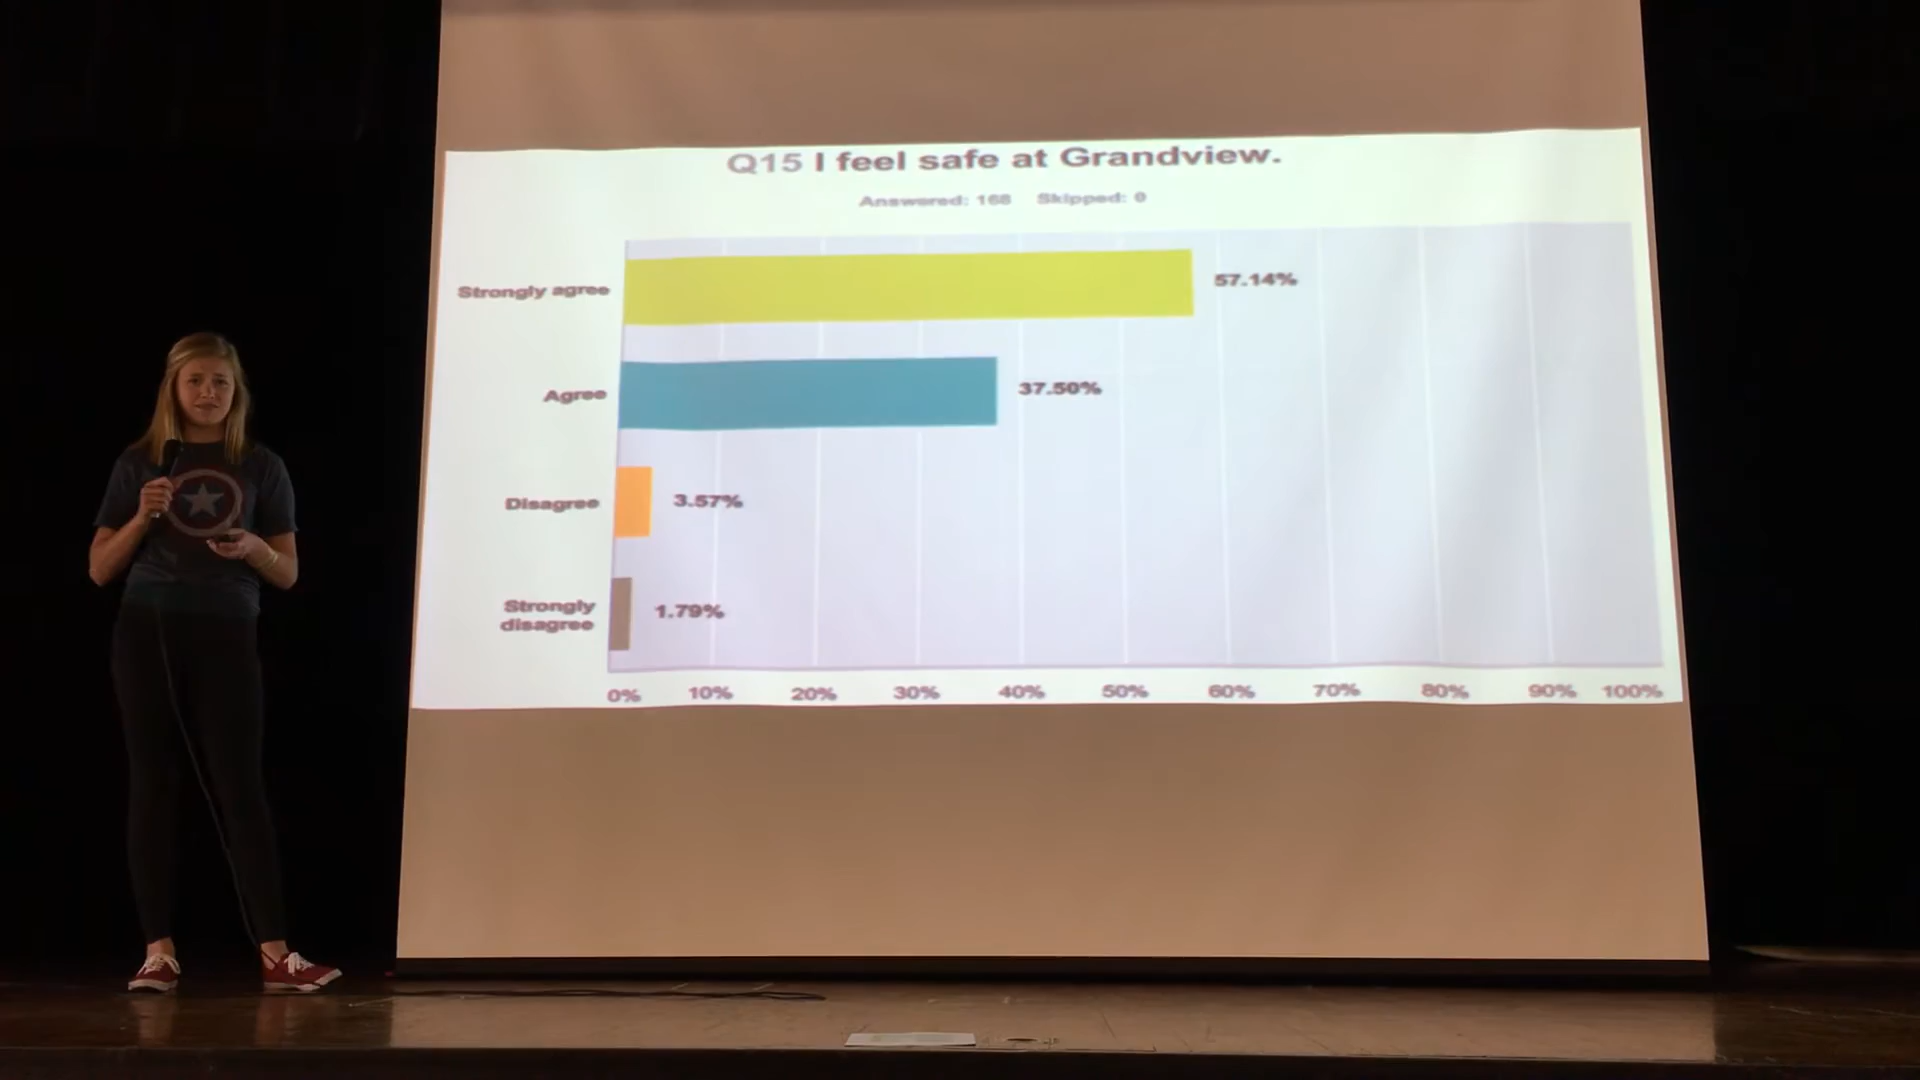 Q15 I feel safe at Grandview.
Answered: 168 Skipped: 0
Strongly agree 57.14%
Agree 37.50%
Disagree 3.57%
Strongly
disagree
1.79%
0% 10% 20% 30% 40% 50% 60% 70% 80% 90% 100%